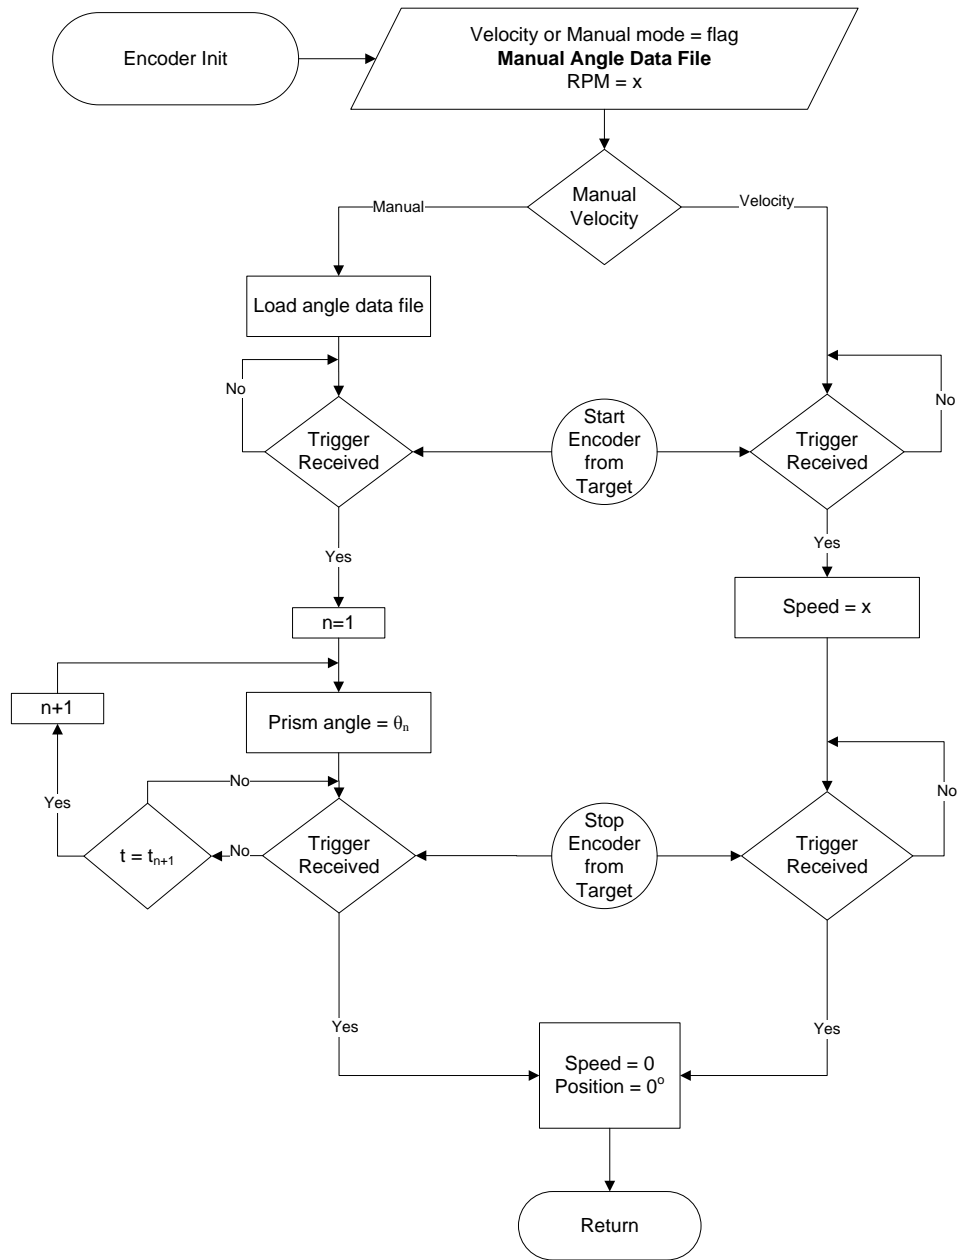 Encoder Init
Velocity or Manual mode = flag
Manual Angle Data File
RPM = x
Manual
Velocity
Manual
Velocity
Load angle data file
No
No
Trigger
Received
Start
Encoder
from
Target
Trigger
Received
Yes
Yes
n=1
Speed = x
n+1
Prism angle = θₙ
No
No
Yes
t = tₙ₊₁
No
Trigger
Received
Stop
Encoder
from
Target
Trigger
Received
Yes
Yes
Speed = 0
Position = 0º
Return